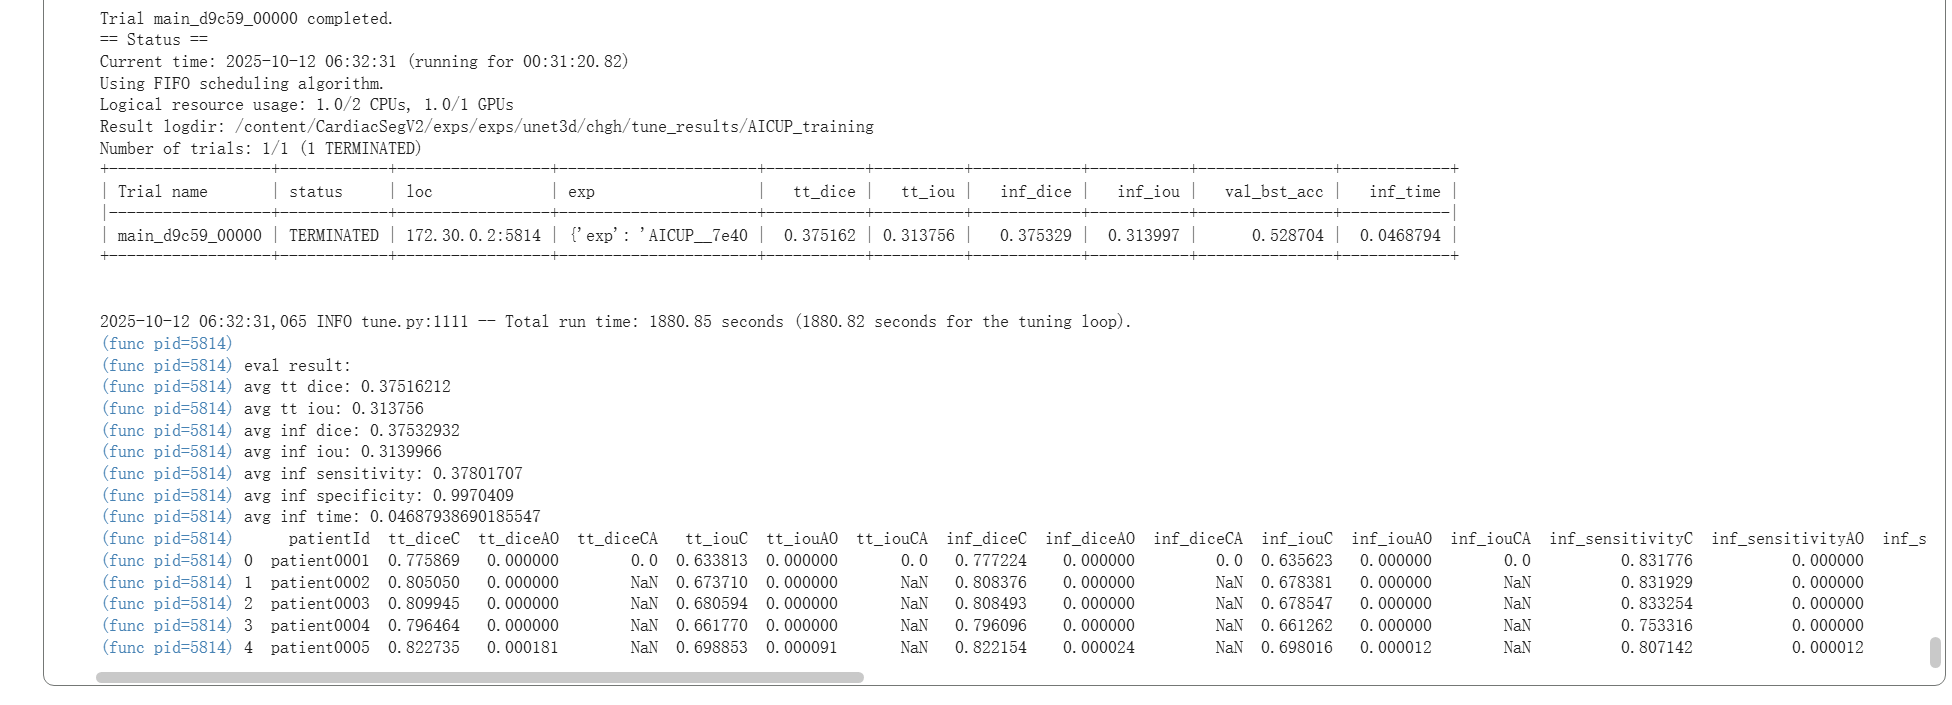 Trial main_d9c59_00000 completed.
== Status ==
Current time: 2025-10-12 06:32:31 (running for 00:31:20.82)
Using FIFO scheduling algorithm.
Logical resource usage: 1.0/2 CPUs, 1.0/1 GPUs
Result logdir: /content/CardiacSegV2/exps/exps/unet3d/chgh/tune_results/AICUP_training
Number of trials: 1/1 (1 TERMINATED)
+------------------+------------+-----------------+----------------------+-----------+----------+------------+-----------+---------------+------------+
| Trial name       | status     | loc             | exp                  |   tt_dice |   tt_iou |   inf_dice |   inf_iou |   val_bst_acc |   inf_time |
|------------------+------------+-----------------+----------------------+-----------+----------+------------+-----------+---------------+------------|
| main_d9c59_00000 | TERMINATED | 172.30.0.2:5814 | {'exp': 'AICUP__7e40 |  0.375162 | 0.313756 |   0.375329 |  0.313997 |      0.528704 |  0.0468794 |
+------------------+------------+-----------------+----------------------+-----------+----------+------------+-----------+---------------+------------+
2025-10-12 06:32:31,065 INFO tune.py:1111 -- Total run time: 1880.85 seconds (1880.82 seconds for the tuning loop).
(func pid=5814)
(func pid=5814) eval result:
(func pid=5814) avg tt dice: 0.37516212
(func pid=5814) avg tt iou: 0.313756
(func pid=5814) avg inf dice: 0.37532932
(func pid=5814) avg inf iou: 0.3139966
(func pid=5814) avg inf sensitivity: 0.37801707
(func pid=5814) avg inf specificity: 0.9970409
(func pid=5814) avg inf time: 0.04687938690185547
(func pid=5814)      patientId  tt_diceC  tt_diceAO  tt_diceCA   tt_iouC  tt_iouAO  tt_iouCA  inf_diceC  inf_diceAO  inf_diceCA  inf_iouC  inf_iouAO  inf_iouCA  inf_sensitivityC  inf_sensitivityAO  inf_s
(func pid=5814) 0  patient0001  0.775869   0.000000        0.0  0.633813  0.000000       0.0   0.777224    0.000000         0.0  0.635623   0.000000        0.0          0.831776           0.000000
(func pid=5814) 1  patient0002  0.805050   0.000000        NaN  0.673710  0.000000       NaN   0.808376    0.000000         NaN  0.678381   0.000000        NaN          0.831929           0.000000
(func pid=5814) 2  patient0003  0.809945   0.000000        NaN  0.680594  0.000000       NaN   0.808493    0.000000         NaN  0.678547   0.000000        NaN          0.833254           0.000000
(func pid=5814) 3  patient0004  0.796464   0.000000        NaN  0.661770  0.000000       NaN   0.796096    0.000000         NaN  0.661262   0.000000        NaN          0.753316           0.000000
(func pid=5814) 4  patient0005  0.822735   0.000181        NaN  0.698853  0.000091       NaN   0.822154    0.000024         NaN  0.698016   0.000012        NaN          0.807142           0.000012